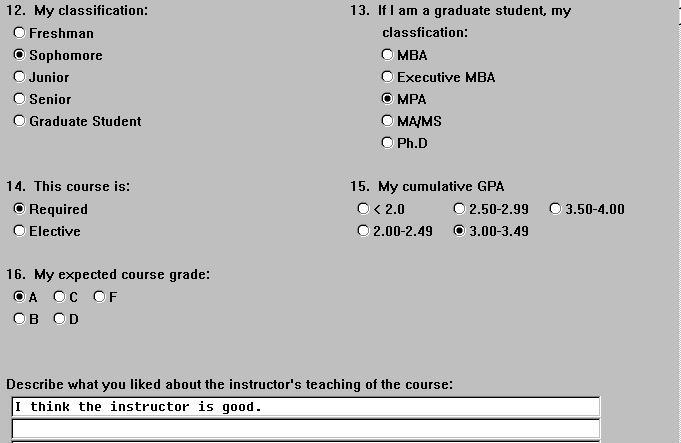 12. My classification:
Freshman
Sophomore
Junior
Senior
Graduate Student
13. If I am a graduate student, my
classfication:
MBA
Executive MBA
MPA
MA/MS
Ph.D
14. This course is:
Required
Elective
15. My cumulative GPA
< 2.0 2.50-2.99 3.50-4.00
2.00-2.49 3.00-3.49
16. My expected course grade:
A C F
B D
Describe what you liked about the instructor's teaching of the course:
I think the instructor is good.